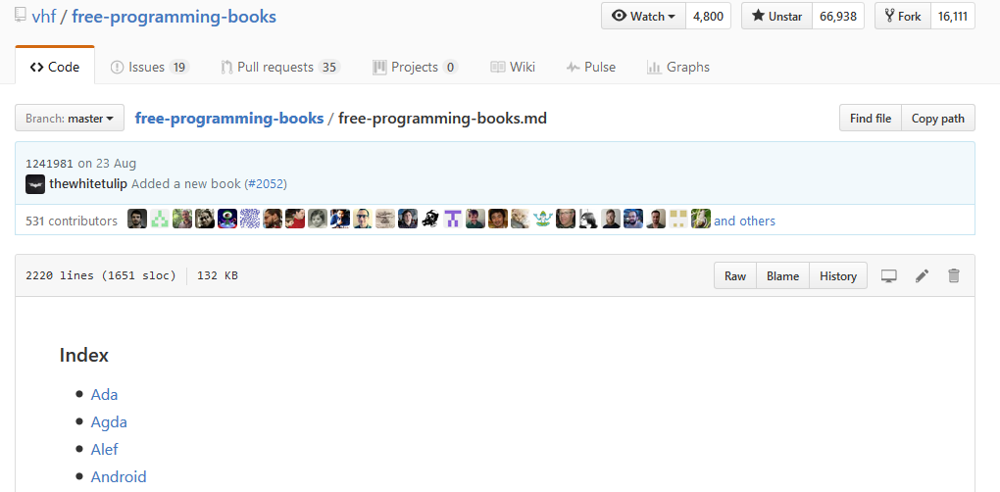 vhf / free-programming-books
Watch 4,800 Unstar 66,938 Fork 16,111
Code Issues 19 Pull requests 35 Projects 0 Wiki Pulse Graphs
Branch: master free-programming-books / free-programming-books.md Find file Copy path
1241981 on 23 Aug
thewhitetulip Added a new book (#2052)
531 contributors and others
2220 lines (1651 sloc) 132 KB Raw Blame History
Index
Ada
Agda
Alef
Android